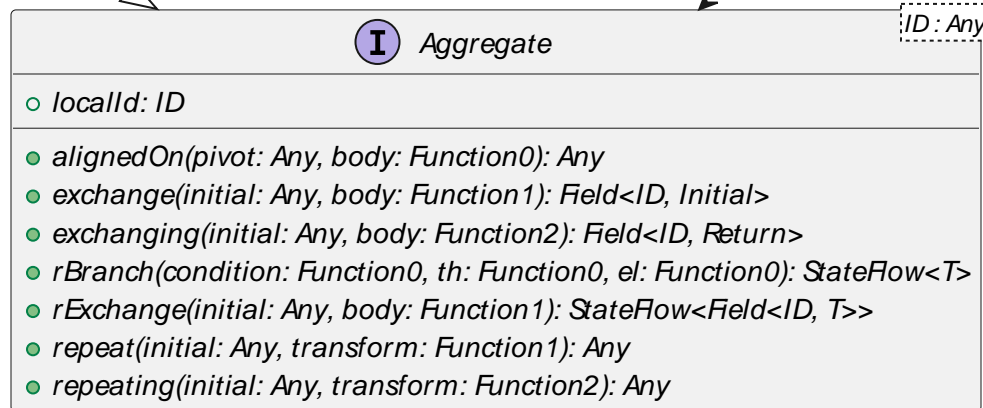 ID : Any
I Aggregate
localId: ID
alignedOn(pivot: Any, body: Function0): Any
exchange(initial: Any, body: Function1): Field<ID, Initial>
exchanging(initial: Any, body: Function2): Field<ID, Return>
rBranch(condition: Function0, th: Function0, el: Function0): StateFlow<T>
rExchange(initial: Any, body: Function1): StateFlow<Field<ID, T>>
repeat(initial: Any, transform: Function1): Any
repeating(initial: Any, transform: Function2): Any